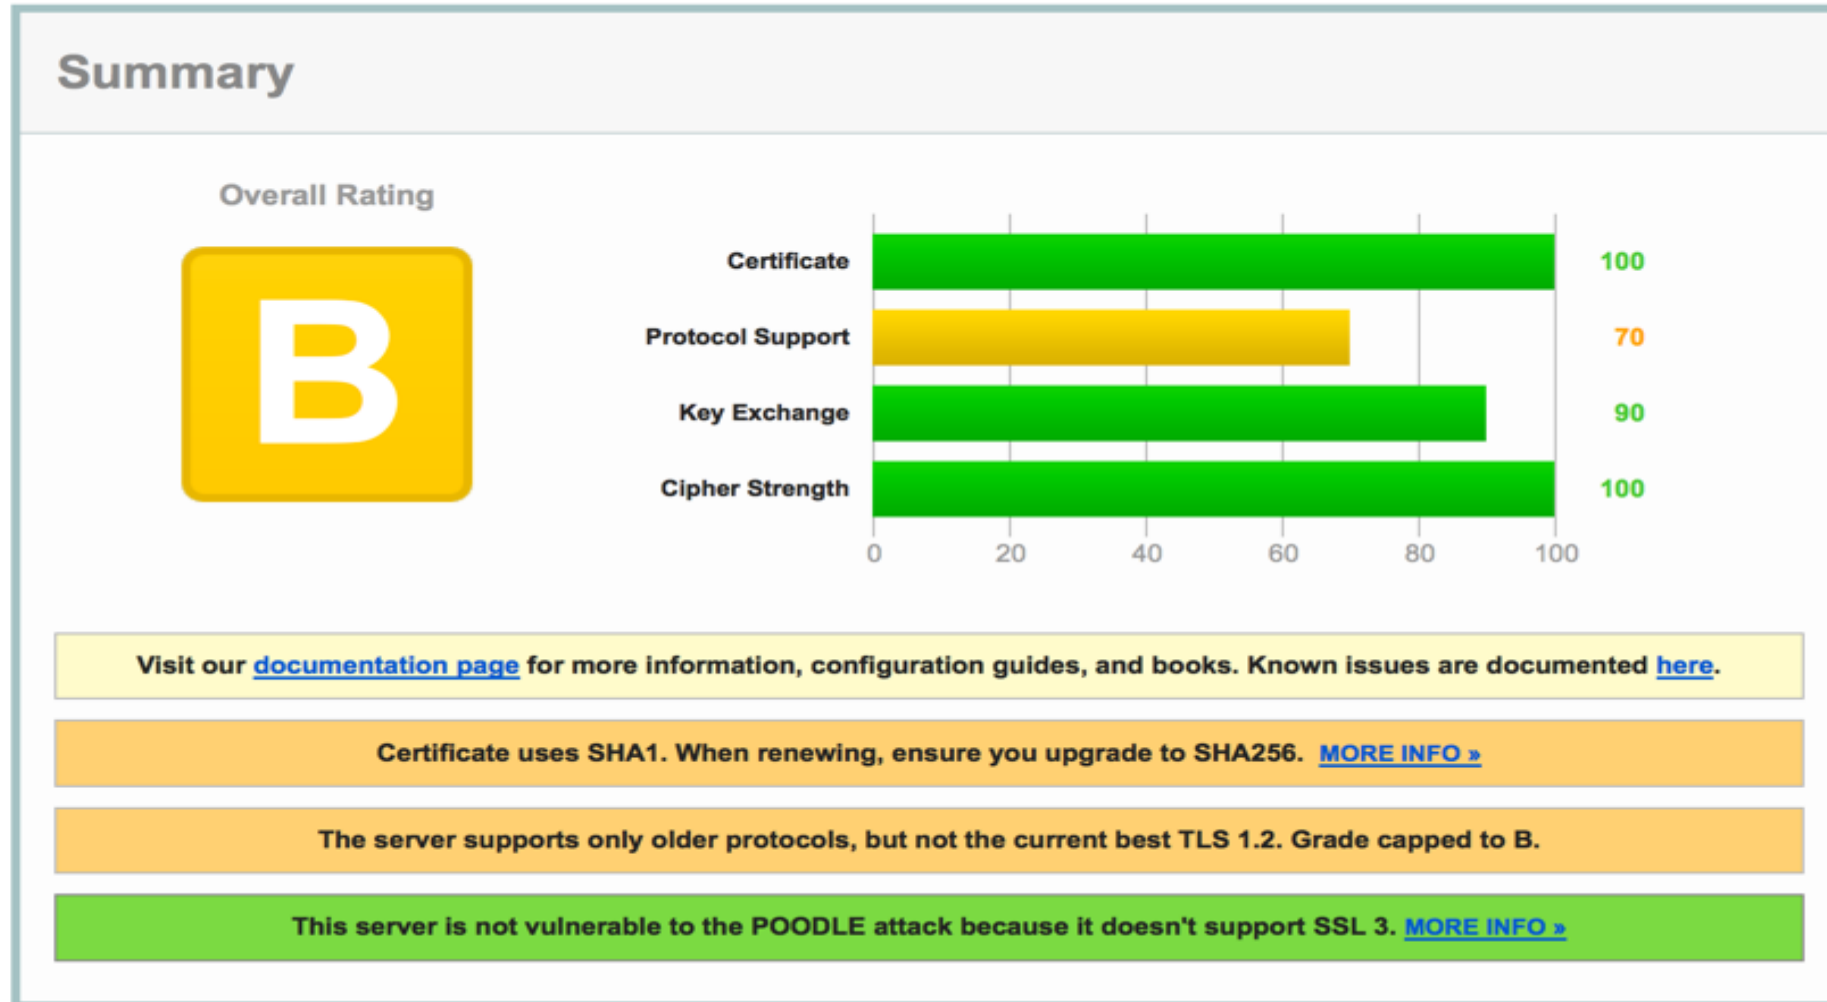 Summary
Overall Rating
B
Certificate 100
Protocol Support 70
Key Exchange 90
Cipher Strength 100
0 20 40 60 80 100
Visit our documentation page for more information, configuration guides, and books. Known issues are documented here.
Certificate uses SHA1. When renewing, ensure you upgrade to SHA256. MORE INFO »
The server supports only older protocols, but not the current best TLS 1.2. Grade capped to B.
This server is not vulnerable to the POODLE attack because it doesn't support SSL 3. MORE INFO »